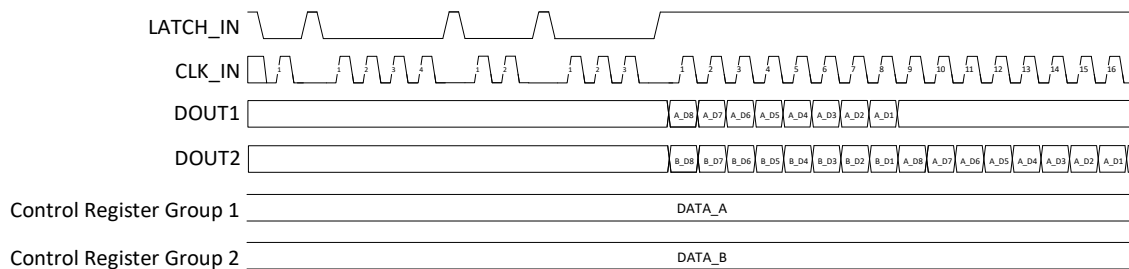 LATCH_IN
CLK_IN 1 1 2 3 4 1 2 1 2 3 1 2 3 4 5 6 7 8 9 10 11 12 13 14 15 16
DOUT1 A_D8 A_D7 A_D6 A_D5 A_D4 A_D3 A_D2 A_D1
DOUT2 B_D8 B_D7 B_D6 B_D5 B_D4 B_D3 B_D2 B_D1 A_D8 A_D7 A_D6 A_D5 A_D4 A_D3 A_D2 A_D1
Control Register Group 1 DATA_A
Control Register Group 2 DATA_B